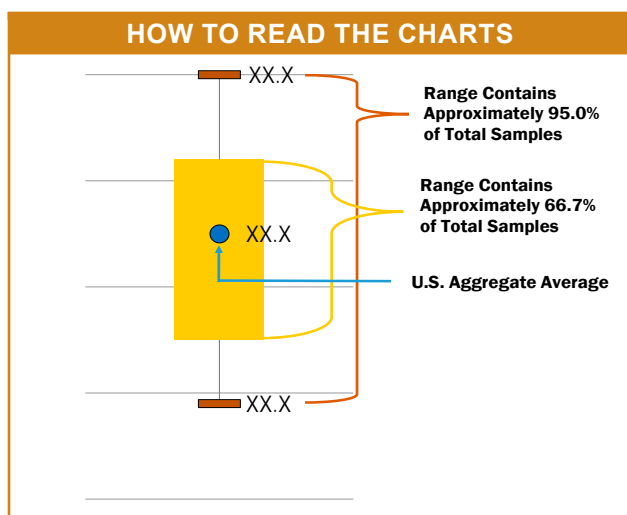 HOW TO READ THE CHARTS
XX.X
Range Contains
Approximately 95.0%
of Total Samples
Range Contains
Approximately 66.7%
of Total Samples
XX.X
U.S. Aggregate Average
XX.X